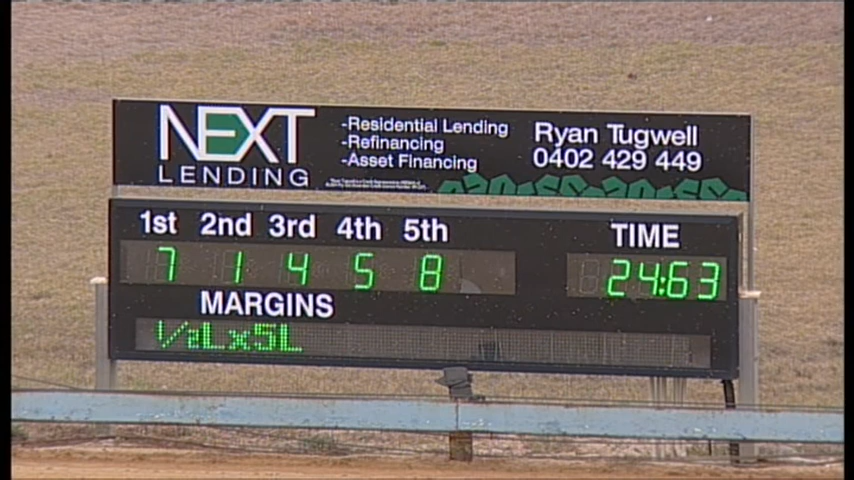 NEXT
LENDING
-Residential Lending
-Refinancing
-Asset Financing
Ryan Tugwell
0402 429 449
1st 2nd 3rd 4th 5th TIME
7 1 4 5 8 24:63
MARGINS
1/2Lx5L